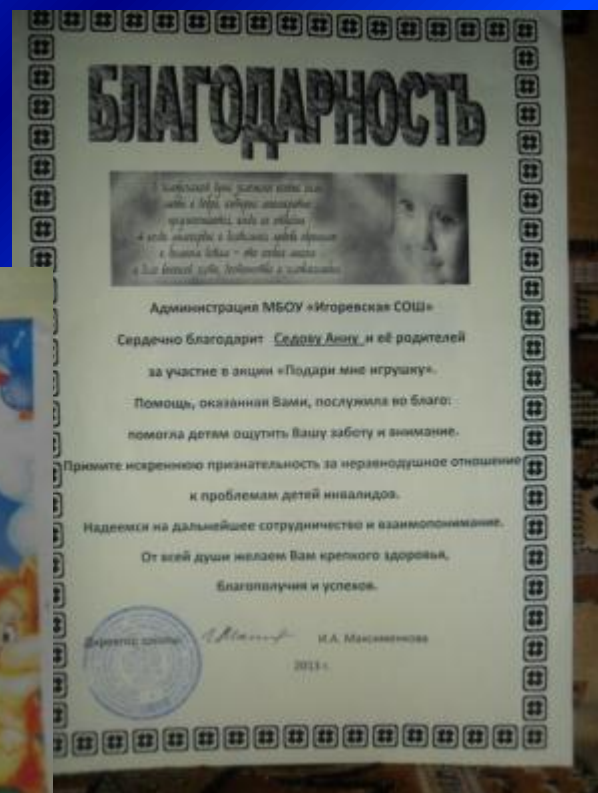 БЛАГОДАРНОСТЬ
Администрация МБОУ «Игоревская СОШ»
Сердечно благодарит Седову Анну и её родителей
за участие в акции «Подари мне игрушку».
Помощь, оказанная Вами, послужила во благо:
помогла детям ощутить Вашу заботу и внимание.
Примите искреннюю признательность за неравнодушное отношение
к проблемам детей инвалидов.
Надеемся на дальнейшее сотрудничество и взаимопонимание.
От всей души желаем Вам крепкого здоровья,
благополучия и успехов.
Директор школы И.А. Максименкова
2013 г.